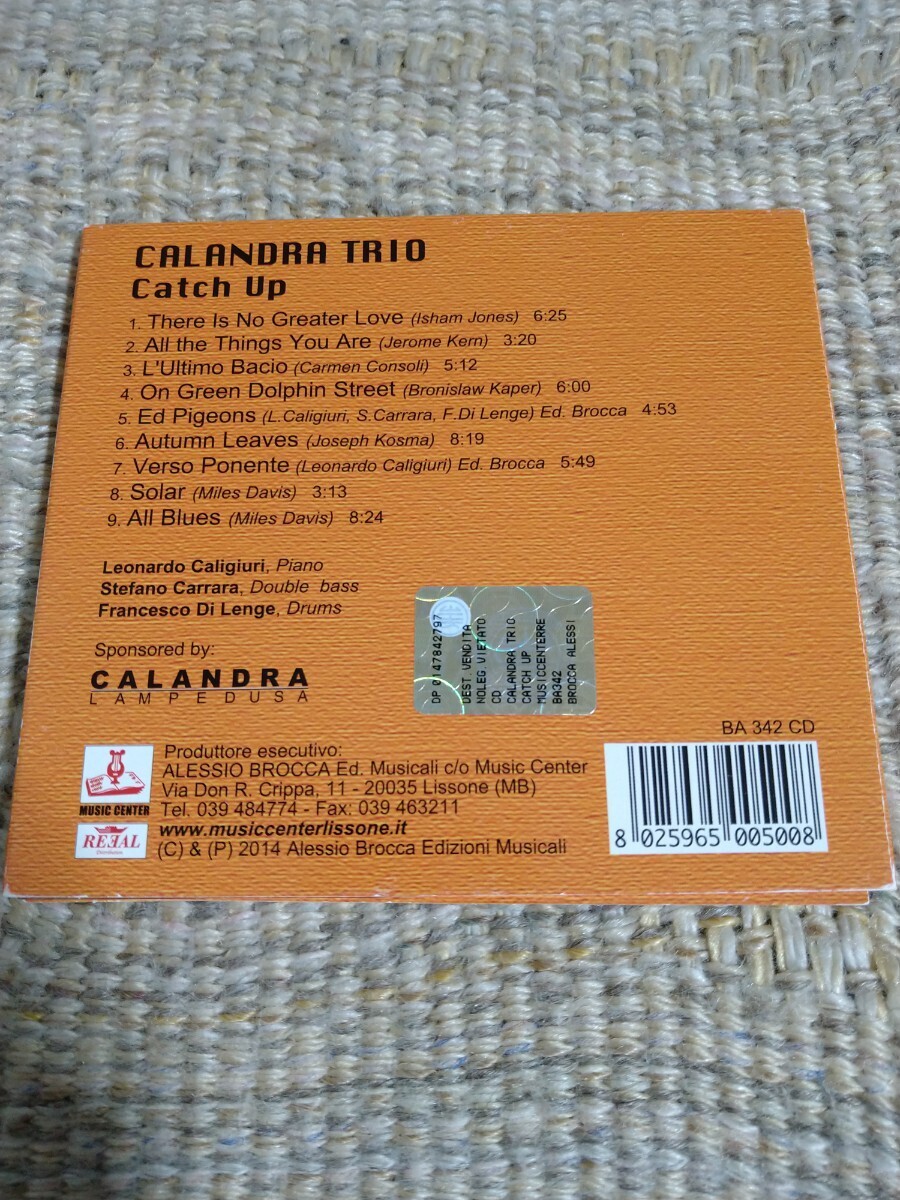 CALANDRA TRIO
Catch Up
1. There Is No Greater Love (Isham Jones) 6:25
2. All the Things You Are (Jerome Kern) 3:20
3. L'Ultimo Bacio (Carmen Consoli) 5:12
4. On Green Dolphin Street (Bronislaw Kaper) 6:00
5. Ed Pigeons (L.Caligiuri, S.Carrara, F.Di Lenge) Ed. Brocca 4:53
6. Autumn Leaves (Joseph Kosma) 8:19
7. Verso Ponente (Leonardo Caligiuri) Ed. Brocca 5:49
8. Solar (Miles Davis) 3:13
9. All Blues (Miles Davis) 8:24
Leonardo Caligiuri, Piano
Stefano Carrara, Double bass
Francesco Di Lenge, Drums
Sponsored by:
CALANDRA
LAMPEDUSA
DP 0147842797
DEST.VENDITA
NOLEG VIETATO
CD
CALANDRA TRIO
CATCH UP
MUSICCENTERRE
BA342
BROCCA ALESSI
BA 342 CD
Produttore esecutivo:
ALESSIO BROCCA Ed. Musicali c/o Music Center
Via Don R. Crippa, 11 - 20035 Lissone (MB)
Tel. 039 484774 - Fax: 039 463211
www.musiccenterlissone.it
(C) & (P) 2014 Alessio Brocca Edizioni Musicali
MUSIC CENTER
REEAL
8 025965 005008